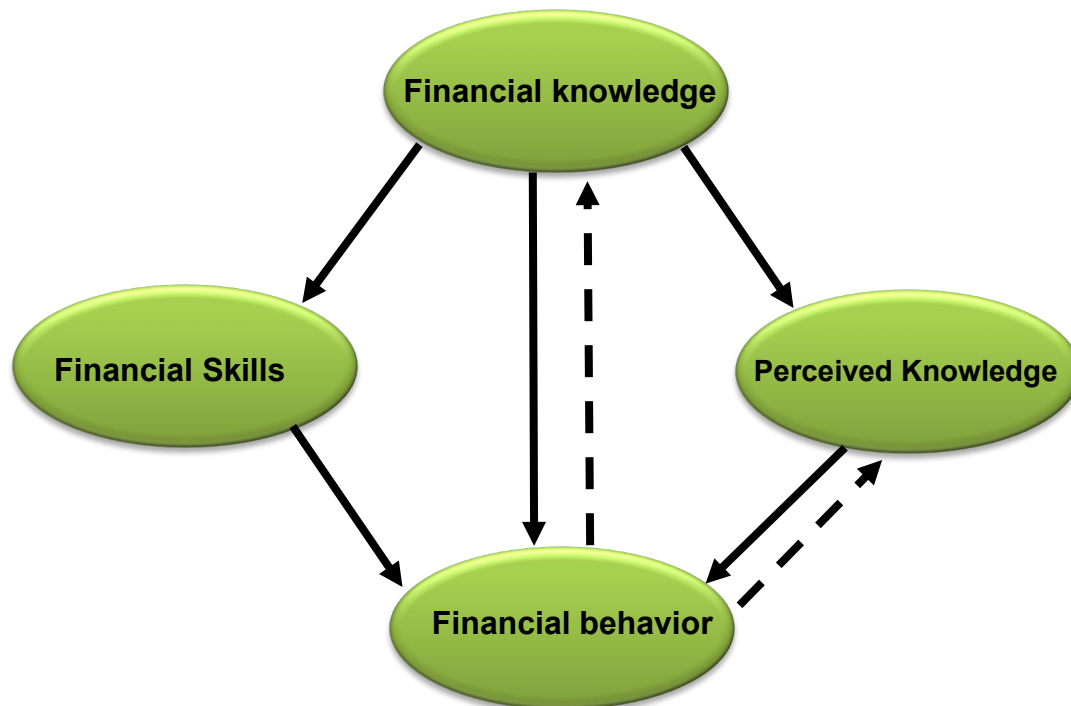 Financial knowledge
Financial Skills
Perceived Knowledge
Financial behavior